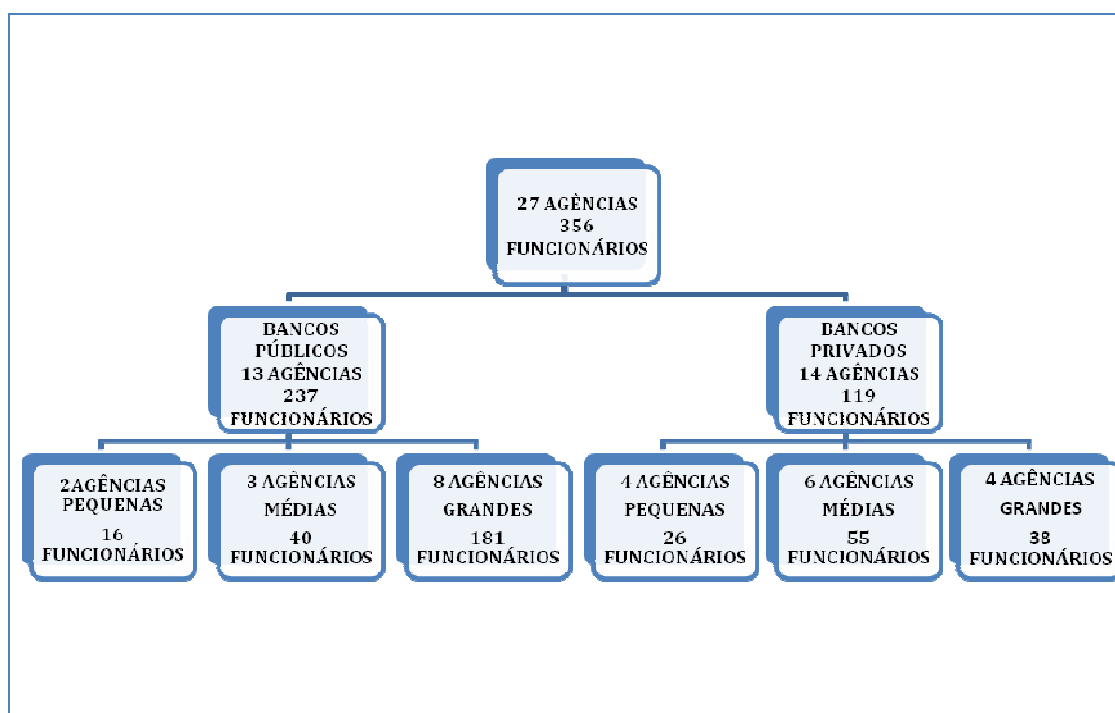 27 AGÊNCIAS
356
FUNCIONÁRIOS
BANCOS
PÚBLICOS
13 AGÊNCIAS
237
FUNCIONÁRIOS
BANCOS
PRIVADOS
14 AGÊNCIAS
119
FUNCIONÁRIOS
2AGÊNCIAS
PEQUENAS
16
FUNCIONÁRIOS
3 AGÊNCIAS
MÉDIAS
40
FUNCIONÁRIOS
8 AGÊNCIAS
GRANDES
181
FUNCIONÁRIOS
4 AGÊNCIAS
PEQUENAS
26
FUNCIONÁRIOS
6 AGÊNCIAS
MÉDIAS
55
FUNCIONÁRIOS
4 AGÊNCIAS
GRANDES
38
FUNCIONÁRIOS